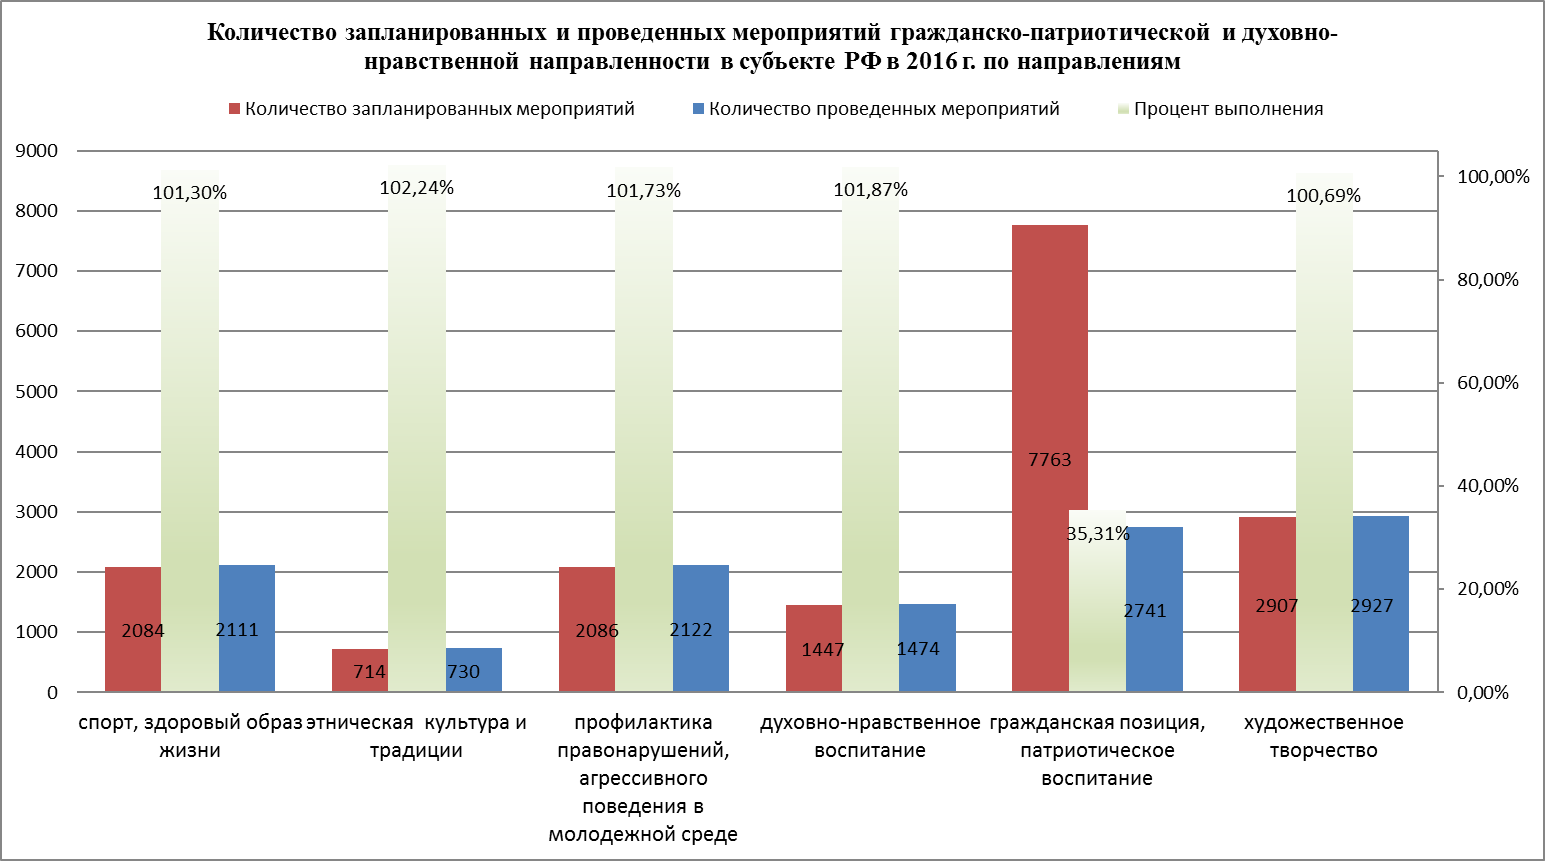 Количество запланированных и проведенных мероприятий гражданско-патриотической и духовно-
нравственной направленности в субъекте РФ в 2016 г. по направлениям
Количество запланированных мероприятий
Количество проведенных мероприятий
Процент выполнения
9000
8000
7000
6000
5000
4000
3000
2000
1000
0
100,00%
80,00%
60,00%
40,00%
20,00%
0,00%
101,30%
102,24%
101,73%
101,87%
35,31%
100,69%
2084
2111
714
730
2086
2122
1447
1474
7763
2741
2907
2927
спорт, здоровый образ
жизни
этническая культура и
традиции
профилактика
правонарушений,
агрессивного
поведения в
молодежной среде
духовно-нравственное
воспитание
гражданская позиция,
патриотическое
воспитание
художественное
творчество